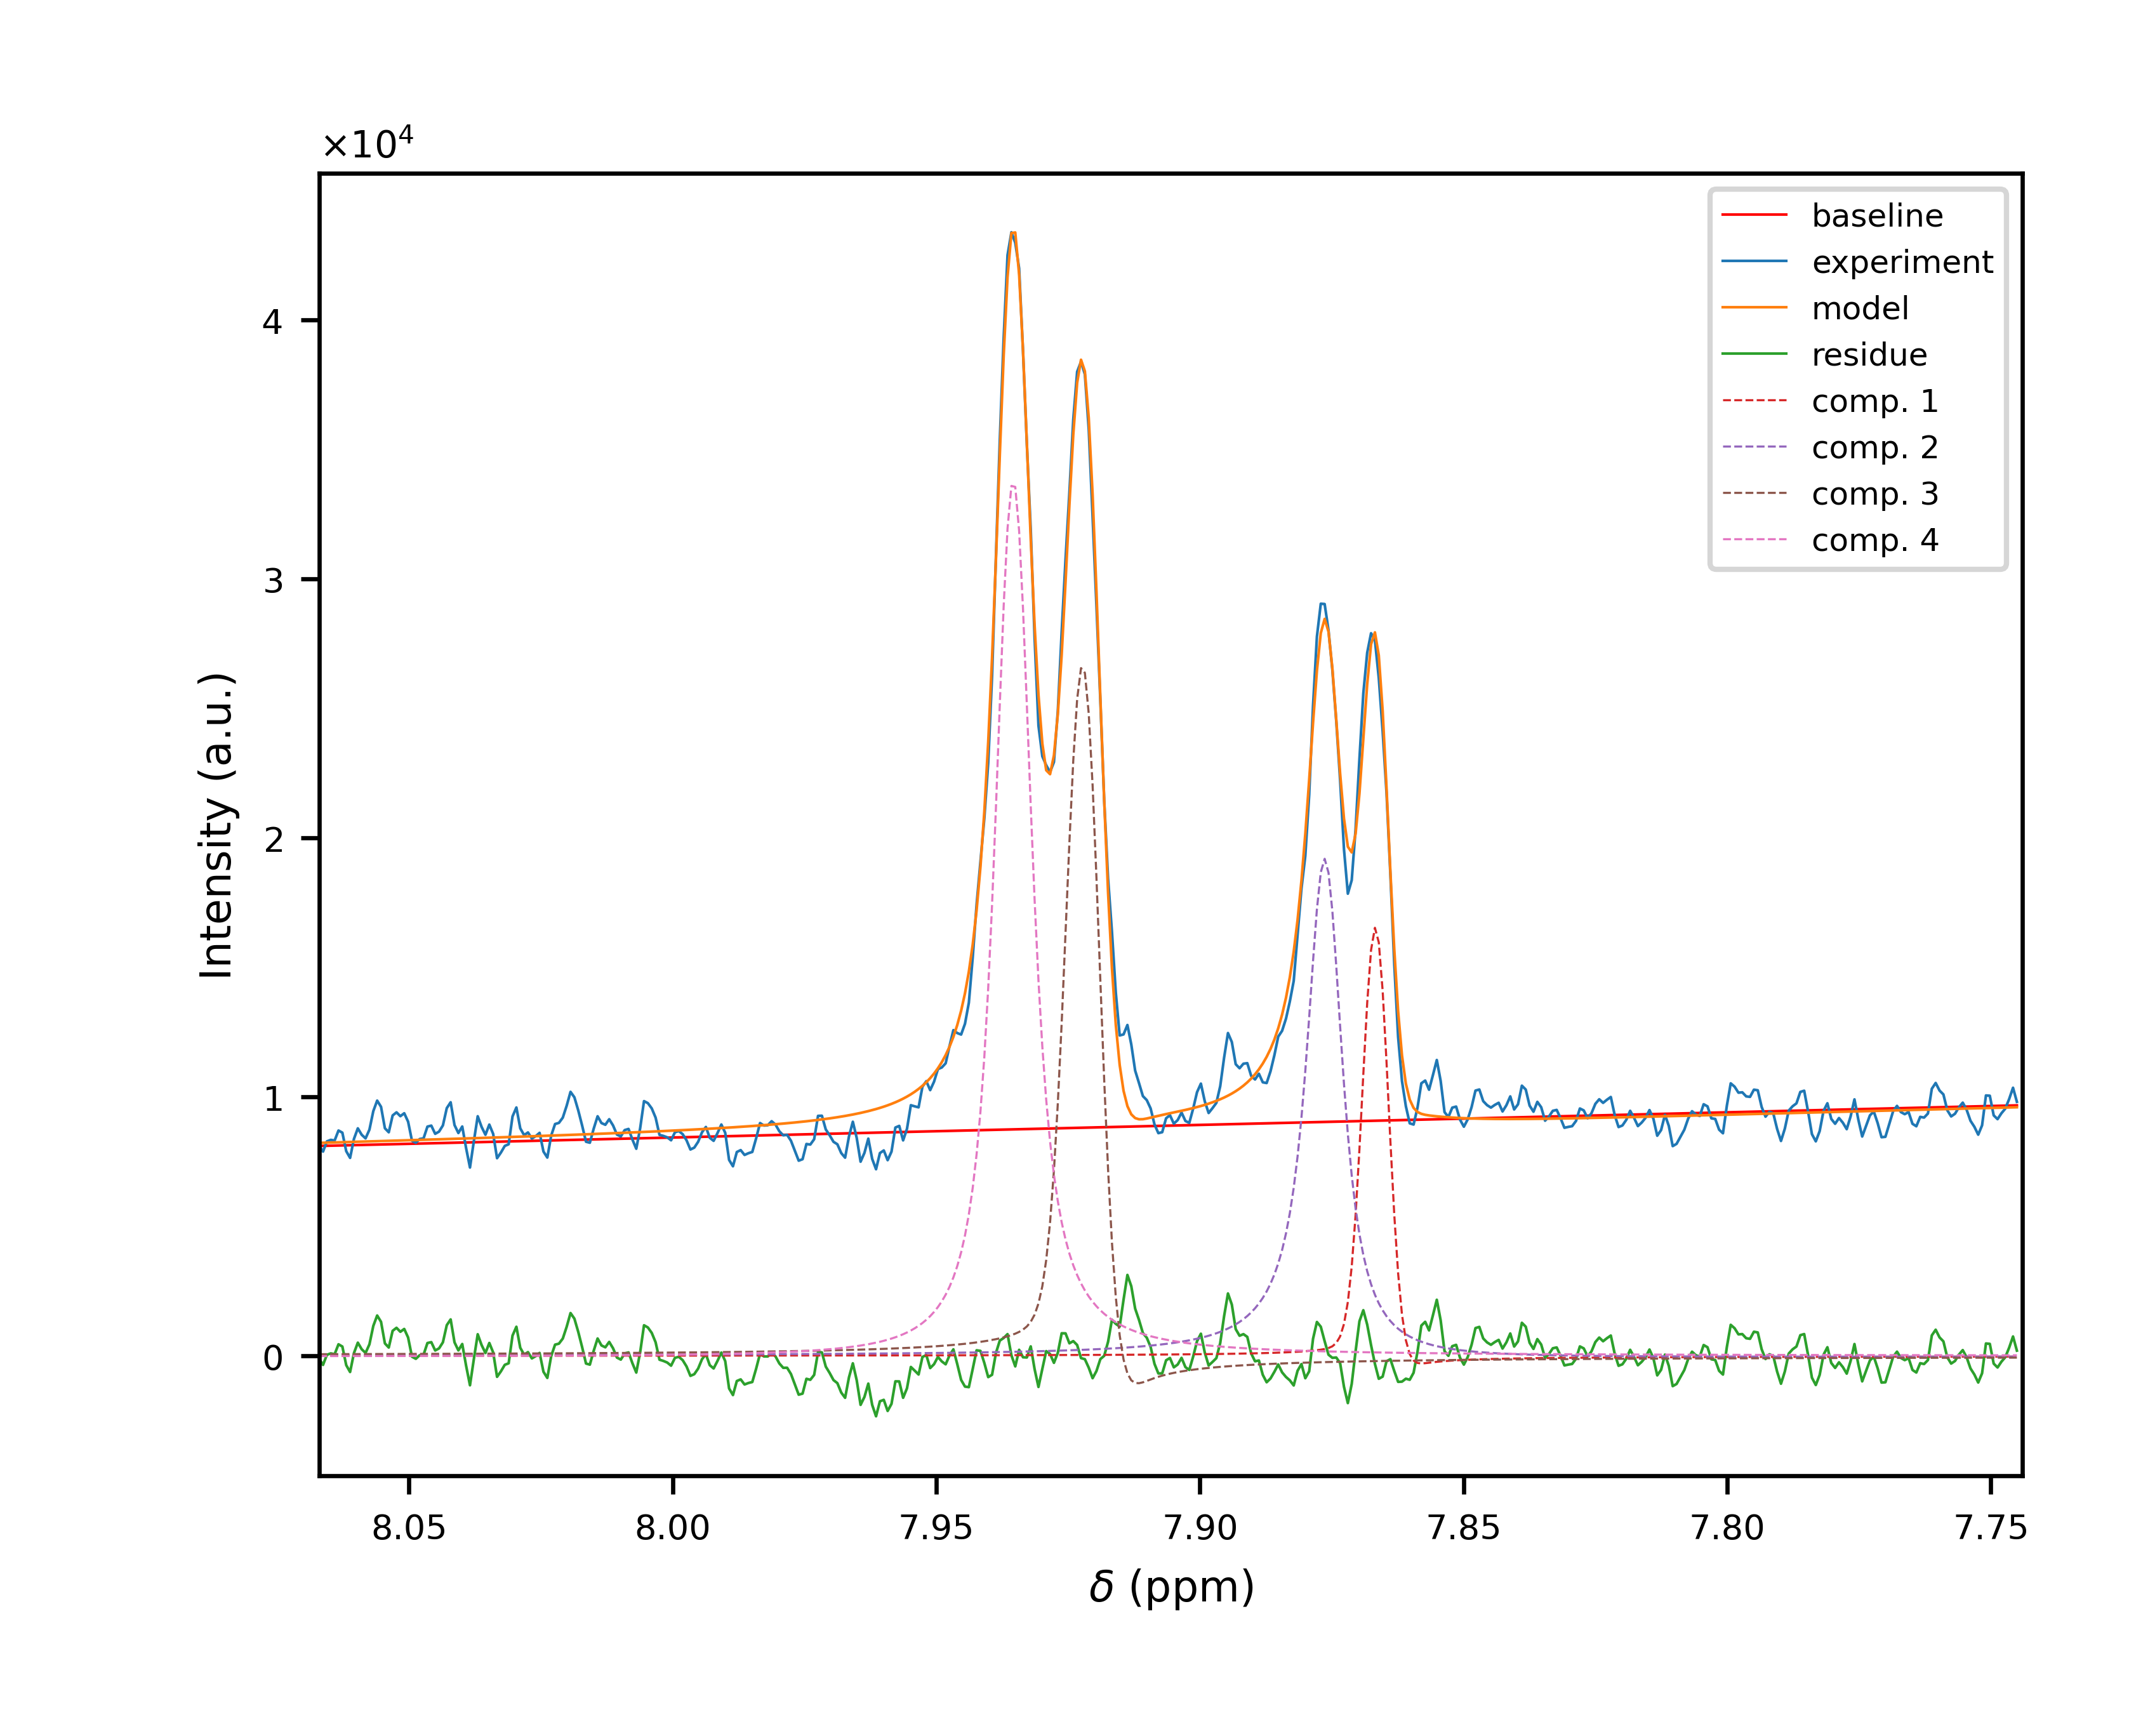 ×10⁴
Intensity (a.u.)
4
3
2
1
0
baseline
experiment
model
residue
comp. 1
comp. 2
comp. 3
comp. 4
8.05 8.00 7.95 7.90 7.85 7.80 7.75
δ (ppm)